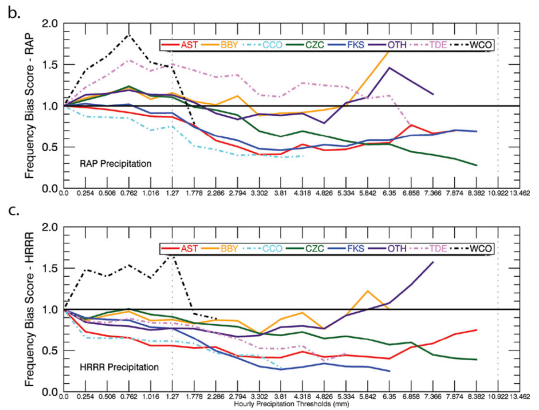 b.
2.0
AST BBY CCO CZC FKS OTH TDE WCO
1.5
1.0
0.5
0.0
Frequency Bias Score - RAP
RAP Precipitation
0.0 0.254 0.508 0.762 1.016 1.27 1.778 2.286 2.794 3.302 3.81 4.318 4.826 5.334 5.842 6.35 6.858 7.366 7.874 8.382 10.922 13.462
c.
2.0
AST BBY CCO CZC FKS OTH TDE WCO
1.5
1.0
0.5
0.0
Frequency Bias Score - HRRR
HRRR Precipitation
0.0 0.254 0.508 0.762 1.016 1.27 1.778 2.286 2.794 3.302 3.81 4.318 4.826 5.334 5.842 6.35 6.858 7.366 7.874 8.382 10.922 13.462
Hourly Precipitation Thresholds (mm)